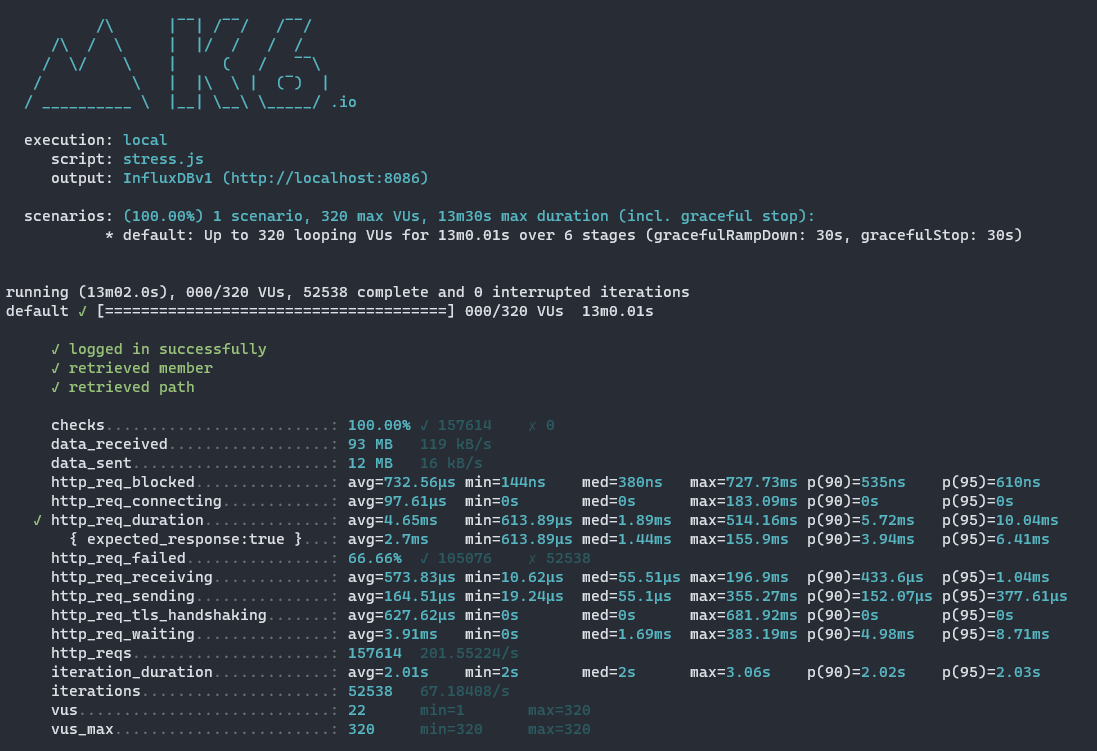 /\      |‾‾| /‾‾/   /‾‾/
     /\  /  \     |  |/  /   /  /
    /  \/    \    |     (   /   ‾‾\
   /          \   |  |\  \ |  (‾)  |
  / __________ \  |__| \__\ \_____/ .io
execution: local
script: stress.js
output: InfluxDBv1 (http://localhost:8086)
scenarios: (100.00%) 1 scenario, 320 max VUs, 13m30s max duration (incl. graceful stop):
* default: Up to 320 looping VUs for 13m0.01s over 6 stages (gracefulRampDown: 30s, gracefulStop: 30s)
running (13m02.0s), 000/320 VUs, 52538 complete and 0 interrupted iterations
default ✓ [======================================] 000/320 VUs  13m0.01s
✓ logged in successfully
✓ retrieved member
✓ retrieved path
checks.........................: 100.00% ✓ 157614    ✗ 0
data_received..................: 93 MB   119 kB/s
data_sent......................: 12 MB   16 kB/s
http_req_blocked...............: avg=732.56µs min=144ns    med=380ns   max=727.73ms p(90)=535ns    p(95)=610ns
http_req_connecting............: avg=97.61µs  min=0s       med=0s      max=183.09ms p(90)=0s       p(95)=0s
✓ http_req_duration..............: avg=4.65ms   min=613.89µs med=1.89ms  max=514.16ms p(90)=5.72ms   p(95)=10.04ms
{ expected_response:true }...: avg=2.7ms    min=613.89µs med=1.44ms  max=155.9ms  p(90)=3.94ms   p(95)=6.41ms
http_req_failed................: 66.66%  ✓ 105076    ✗ 52538
http_req_receiving.............: avg=573.83µs min=10.62µs  med=55.51µs max=196.9ms  p(90)=433.6µs  p(95)=1.04ms
http_req_sending...............: avg=164.51µs min=19.24µs  med=55.1µs  max=355.27ms p(90)=152.07µs p(95)=377.61µs
http_req_tls_handshaking.......: avg=627.62µs min=0s       med=0s      max=681.92ms p(90)=0s       p(95)=0s
http_req_waiting...............: avg=3.91ms   min=0s       med=1.69ms  max=383.19ms p(90)=4.98ms   p(95)=8.71ms
http_reqs......................: 157614  201.55224/s
iteration_duration.............: avg=2.01s    min=2s       med=2s      max=3.06s    p(90)=2.02s    p(95)=2.03s
iterations.....................: 52538   67.18408/s
vus............................: 22      min=1       max=320
vus_max........................: 320     min=320     max=320